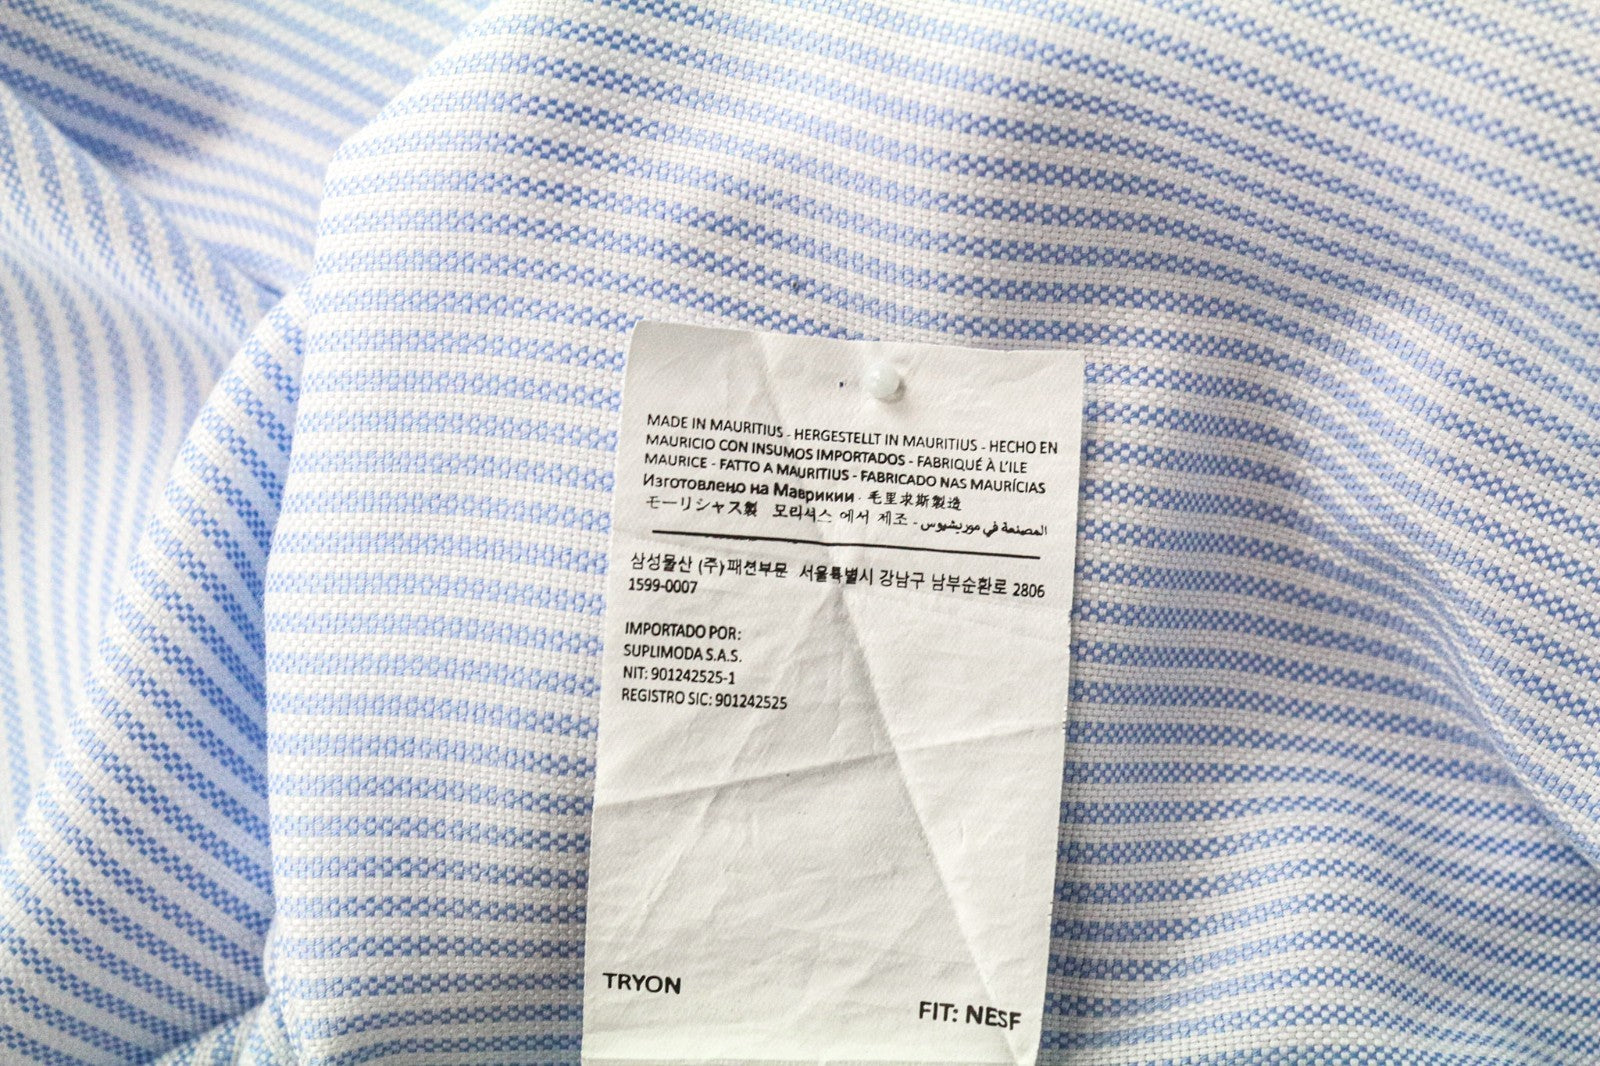 MADE IN MAURITIUS - HERGESTELLT IN MAURITIUS - HECHO EN
MAURICIO CON INSUMOS IMPORTADOS - FABRIQUÉ À L'ILE
MAURICE - FATTO A MAURITIUS - FABRICADO NAS MAURÍCIAS
Изготовлено на Маврикии - 毛里求斯製造
モーリシャス製 모리셔스 에서 제조 - المصنعة في موريشيوس
삼성물산 (주)패션부문 서울특별시 강남구 남부순환로 2806
1599-0007
IMPORTADO POR:
SUPLIMODA S.A.S.
NIT: 901242525-1
REGISTRO SIC: 901242525
TRYON
FIT: NESF